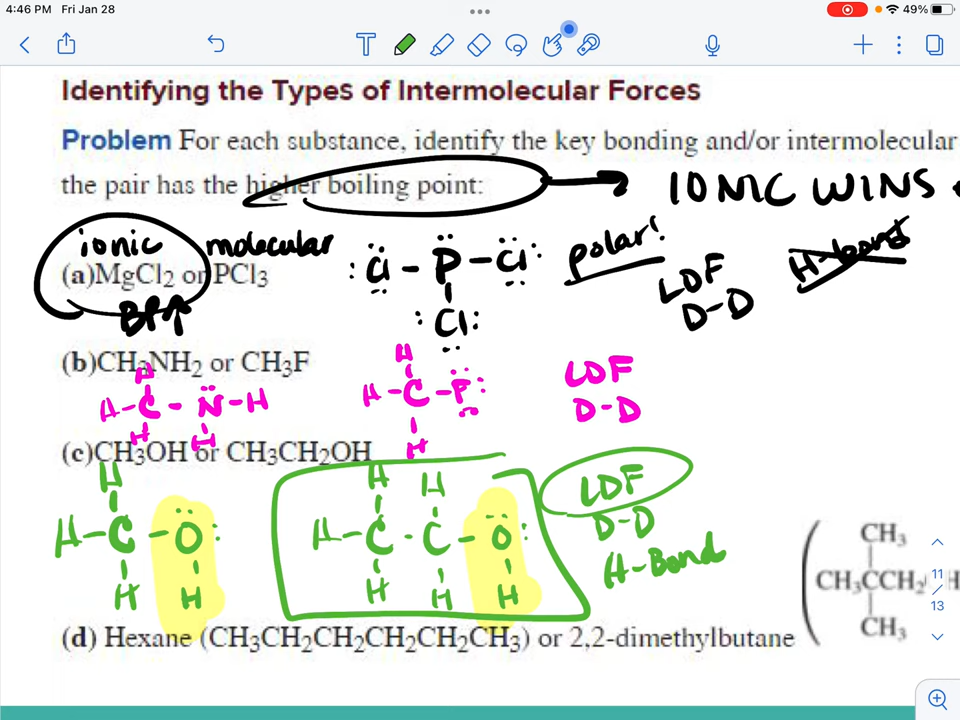 4:46 PM Fri Jan 28
49%
T
Identifying the Types of Intermolecular Forces
Problem For each substance, identify the key bonding and/or intermolecular
the pair has the higher boiling point:
IONIC WINS
ionic molecular
(a)MgCl2 or PCl3
BP↑
:Cl - P - Cl:
Cl:
polar!
LDF
D-D
H-bond
(b)CH3NH2 or CH3F
H
H-C-N-H
H H
H
H-C-F:
H
LDF
D-D
(c)CH3OH or CH3CH2OH
H
H-C-O:
H H
H H
H-C-C-O:
H H H
LDF
D-D
H-Bond
CH3
CH3CCH2
CH3
11
13
(d) Hexane (CH3CH2CH2CH2CH2CH3) or 2,2-dimethylbutane